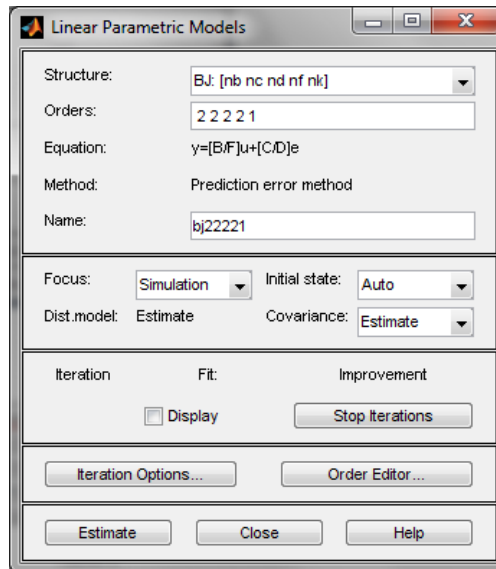 Linear Parametric Models
Structure: BJ: [nb nc nd nf nk]
Orders: 2 2 2 2 1
Equation: y=[B/F]u+[C/D]e
Method: Prediction error method
Name: bj22221
Focus: Simulation Initial state: Auto
Dist.model: Estimate Covariance: Estimate
Iteration Fit: Improvement
Display Stop Iterations
Iteration Options... Order Editor...
Estimate Close Help